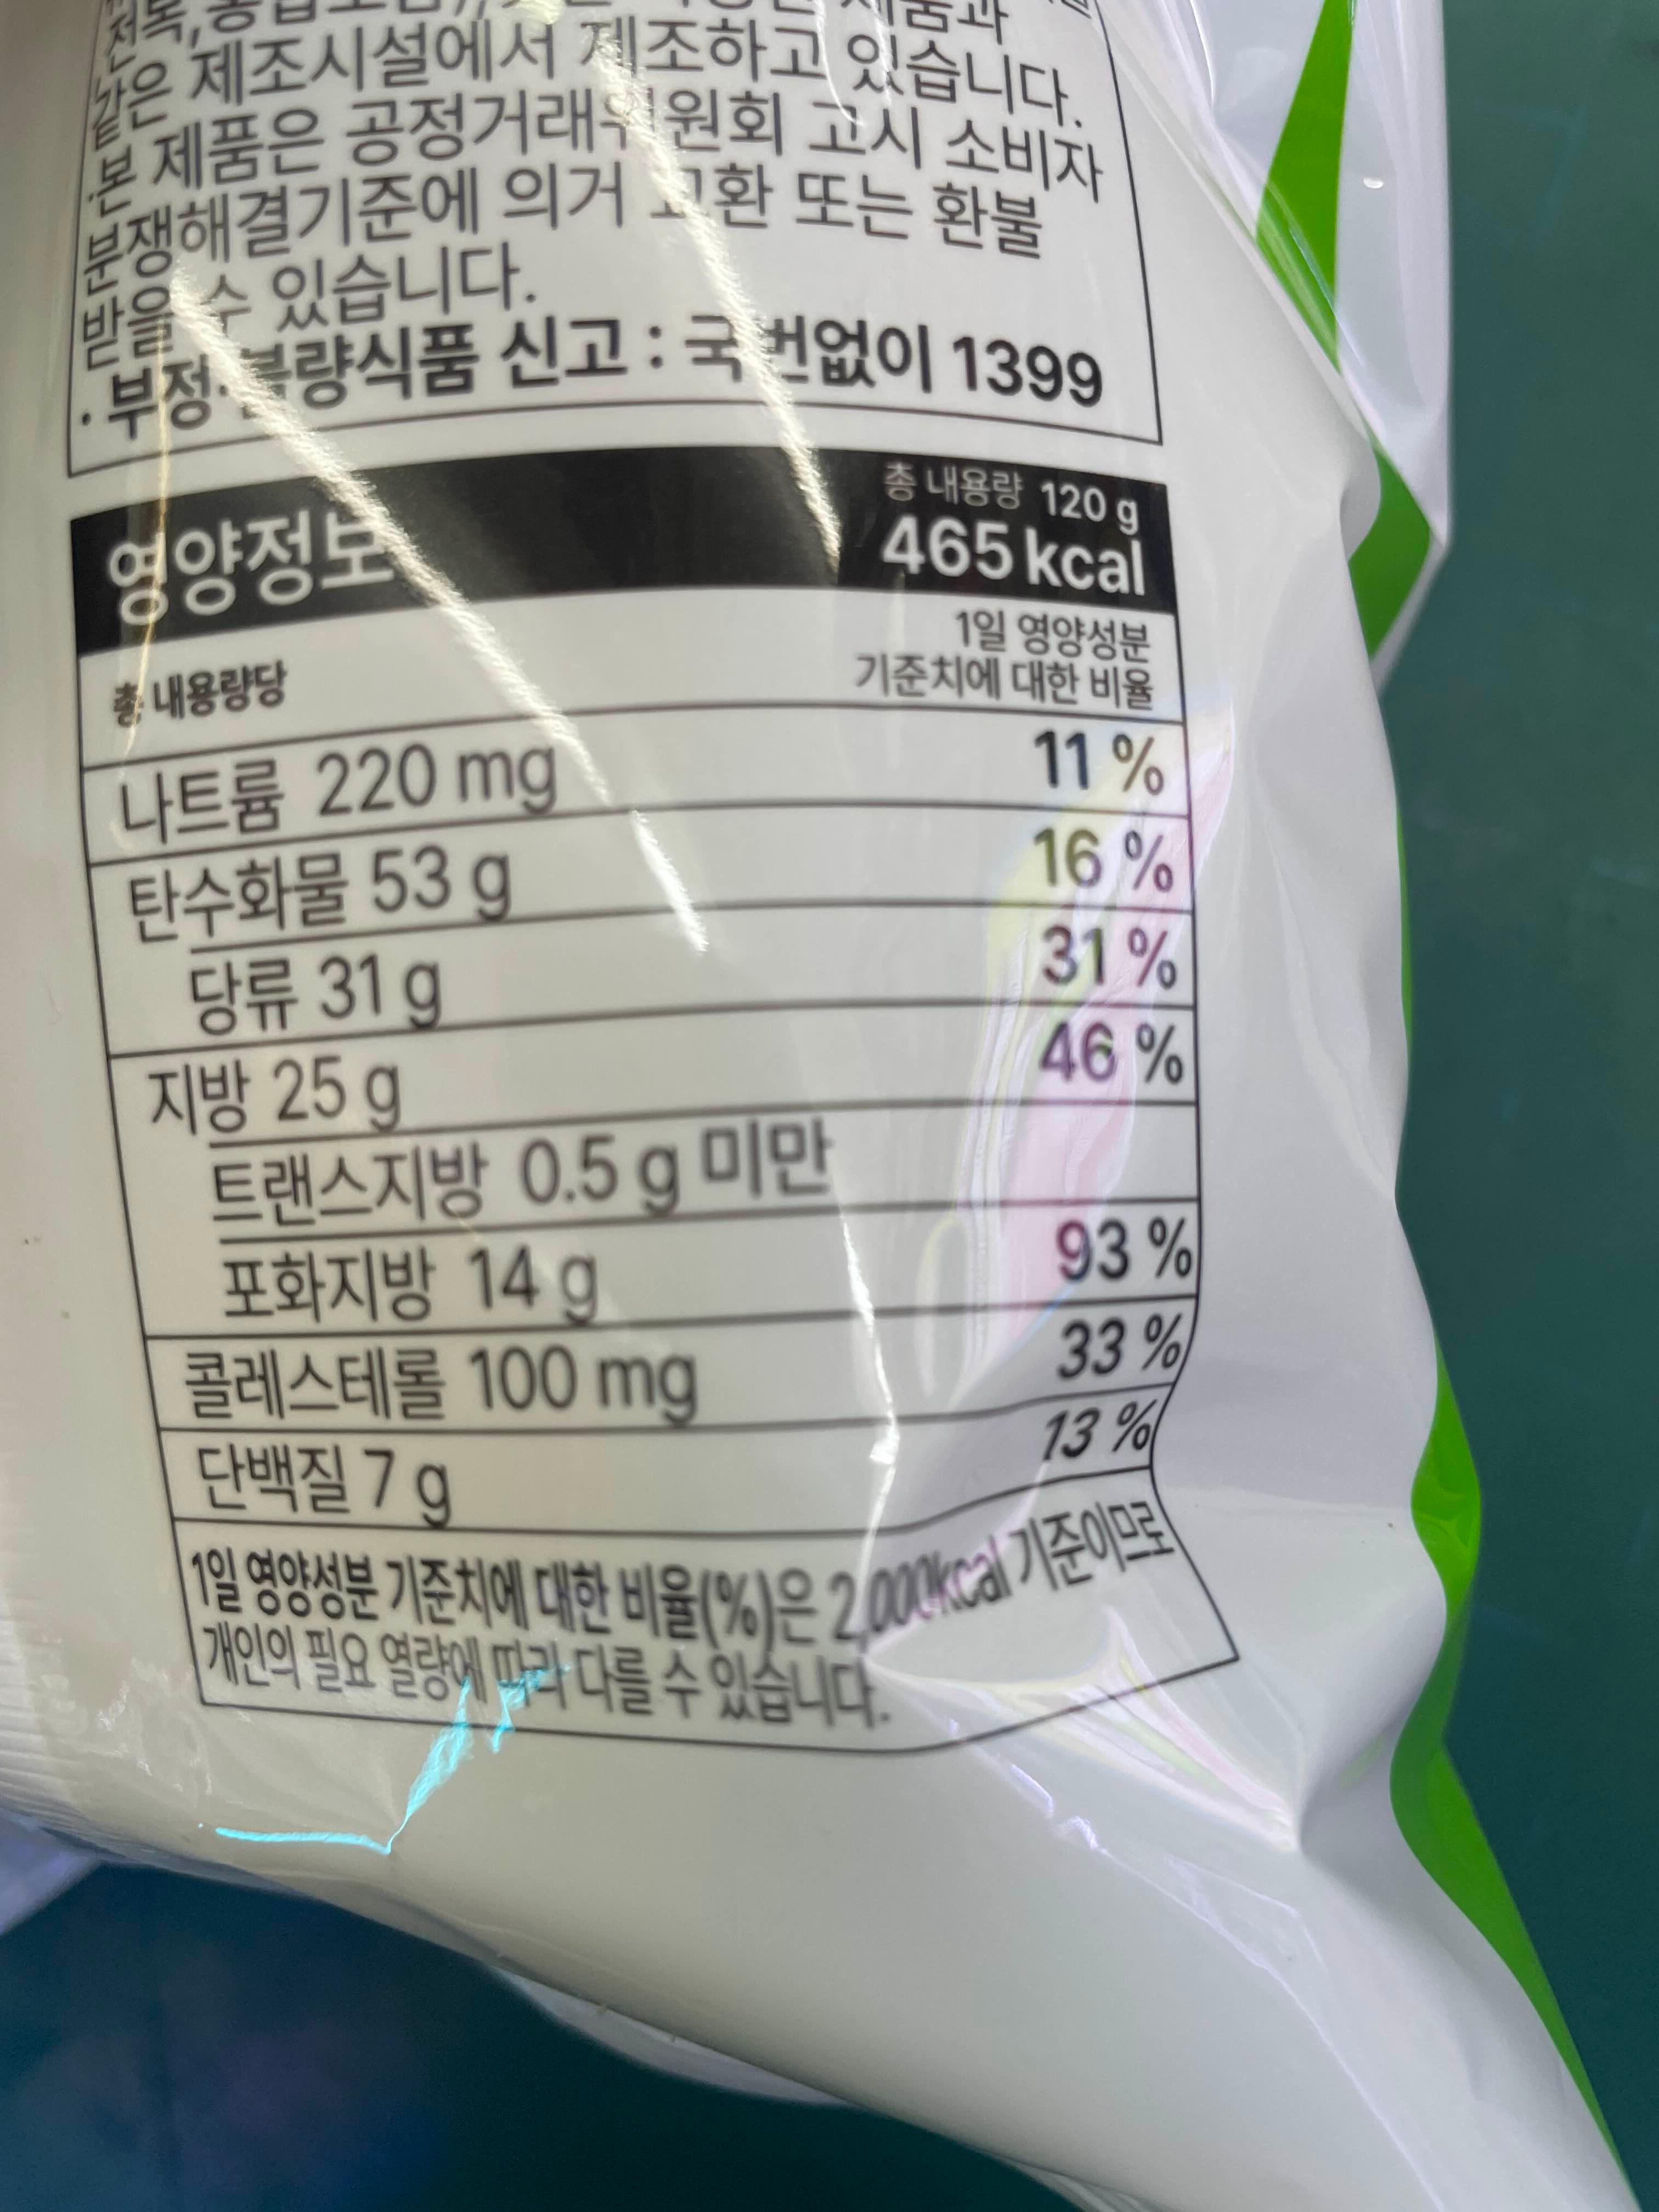 같은 제조시설에서 제조하고 있습니다.
·본 제품은 공정거래위원회 고시 소비자
분쟁해결기준에 의거 교환 또는 환불
받을 수 있습니다.
·부정·불량식품 신고 : 국번없이 1399
영양정보
총 내용량 120 g
465 kcal
총 내용량당
1일 영양성분
기준치에 대한 비율
나트륨 220 mg 11 %
탄수화물 53 g 16 %
당류 31 g 31 %
지방 25 g 46 %
트랜스지방 0.5 g 미만
포화지방 14 g 93 %
콜레스테롤 100 mg 33 %
단백질 7 g 13 %
1일 영양성분 기준치에 대한 비율(%)은 2,000kcal 기준이므로
개인의 필요 열량에 따라 다를 수 있습니다.